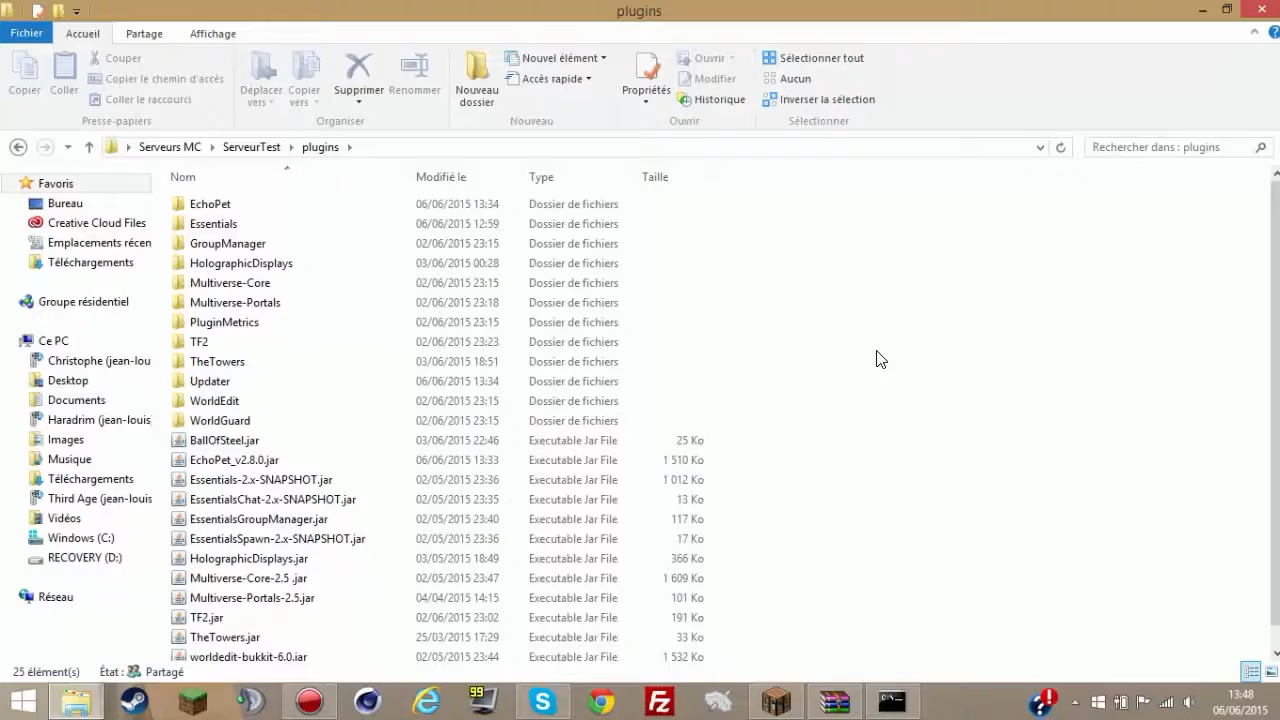 plugins
Fichier Accueil Partage Affichage
Copier
Coller
Couper
Copier le chemin d'accès
Coller le raccourci
Presse-papiers
Déplacer vers
Copier vers
Supprimer
Renommer
Organiser
Nouveau dossier
Nouvel élément
Accès rapide
Nouveau
Propriétés
Ouvrir
Modifier
Historique
Ouvrir
Sélectionner tout
Aucun
Inverser la sélection
Sélectionner
Serveurs MC ServeurTest plugins
Rechercher dans : plugins
Favoris
Bureau
Creative Cloud Files
Emplacements récen
Téléchargements
Groupe résidentiel
Ce PC
Christophe (jean-lou
Desktop
Documents
Haradrim (jean-louis
Images
Musique
Téléchargements
Third Age (jean-louis
Vidéos
Windows (C:)
RECOVERY (D:)
Réseau
Nom Modifié le Type Taille
EchoPet 06/06/2015 13:34 Dossier de fichiers
Essentials 06/06/2015 12:59 Dossier de fichiers
GroupManager 02/06/2015 23:15 Dossier de fichiers
HolographicDisplays 03/06/2015 00:28 Dossier de fichiers
Multiverse-Core 02/06/2015 23:15 Dossier de fichiers
Multiverse-Portals 02/06/2015 23:18 Dossier de fichiers
PluginMetrics 02/06/2015 23:15 Dossier de fichiers
TF2 02/06/2015 23:23 Dossier de fichiers
TheTowers 03/06/2015 18:51 Dossier de fichiers
Updater 06/06/2015 13:34 Dossier de fichiers
WorldEdit 02/06/2015 23:15 Dossier de fichiers
WorldGuard 02/06/2015 23:15 Dossier de fichiers
BallOfSteel.jar 03/06/2015 22:46 Executable Jar File 25 Ko
EchoPet_v2.8.0.jar 06/06/2015 13:33 Executable Jar File 1 510 Ko
Essentials-2.x-SNAPSHOT.jar 02/05/2015 23:36 Executable Jar File 1 012 Ko
EssentialsChat-2.x-SNAPSHOT.jar 02/05/2015 23:35 Executable Jar File 13 Ko
EssentialsGroupManager.jar 02/05/2015 23:40 Executable Jar File 117 Ko
EssentialsSpawn-2.x-SNAPSHOT.jar 02/05/2015 23:36 Executable Jar File 17 Ko
HolographicDisplays.jar 03/05/2015 18:49 Executable Jar File 366 Ko
Multiverse-Core-2.5 .jar 02/05/2015 23:47 Executable Jar File 1 609 Ko
Multiverse-Portals-2.5.jar 04/04/2015 14:15 Executable Jar File 101 Ko
TF2.jar 02/06/2015 23:02 Executable Jar File 191 Ko
TheTowers.jar 25/03/2015 17:29 Executable Jar File 33 Ko
worldedit-bukkit-6.0.jar 02/05/2015 23:44 Executable Jar File 1 532 Ko
25 élément(s) État : Partagé
99
13:48
06/06/2015